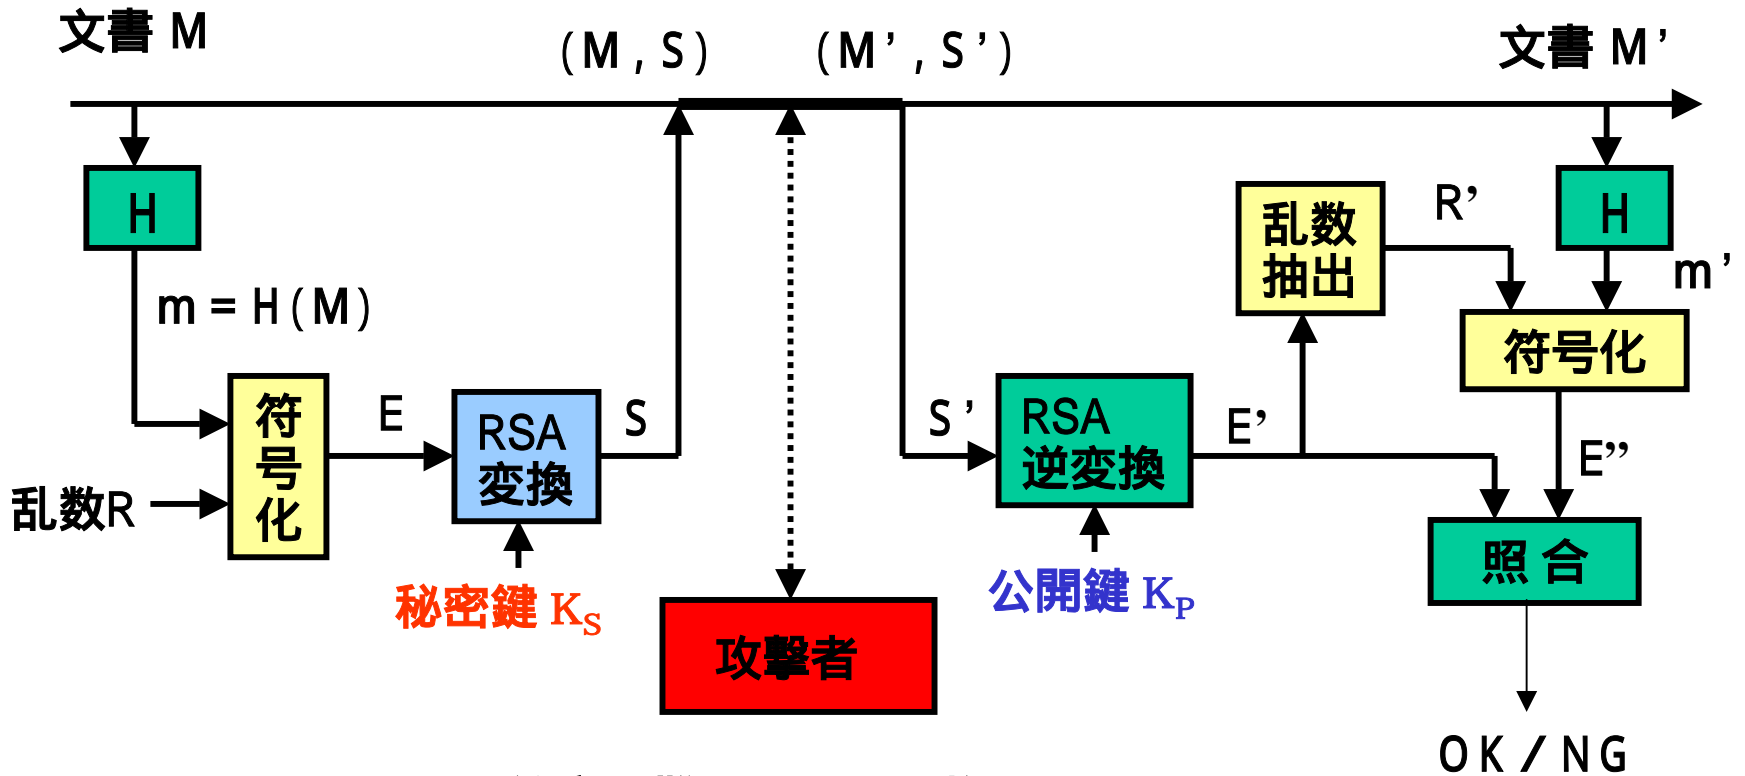 文書 M
(M,S)
(M’,S’)
文書 M’
H
m=H(M)
乱数R
符
号
化
E
RSA
変換
S
秘密鍵 KS
攻撃者
S’
RSA
逆変換
公開鍵 KP
E’
乱数
抽出
R’
H
m’
符号化
E”
照合
OK/NG